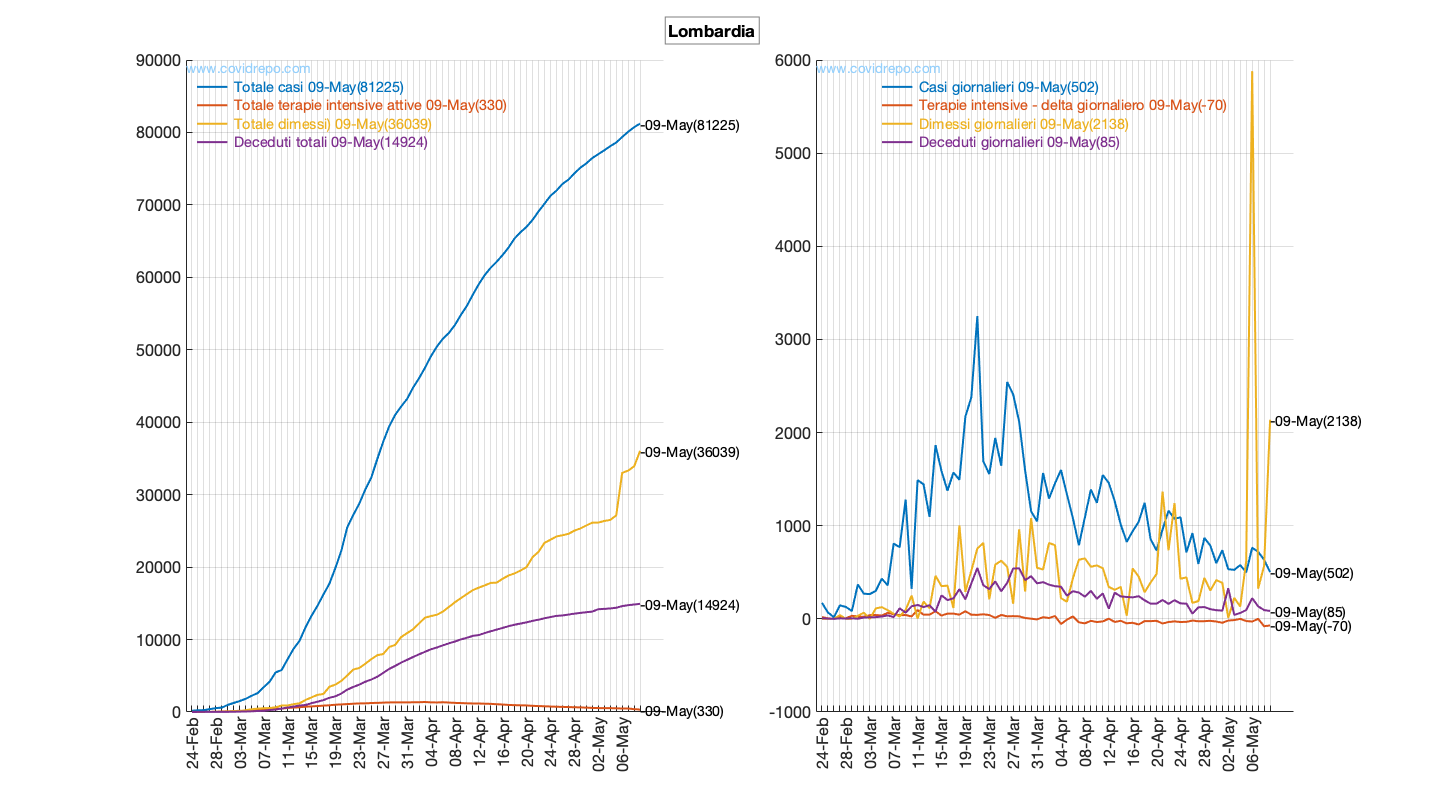 Lombardia
90000
80000
70000
60000
50000
40000
30000
20000
10000
0
www.covidrepo.com
Totale casi 09-May(81225)
Totale terapie intensive attive 09-May(330)
Totale dimessi) 09-May(36039)
Deceduti totali 09-May(14924)
09-May(81225)
09-May(36039)
09-May(14924)
09-May(330)
24-Feb
28-Feb
03-Mar
07-Mar
11-Mar
15-Mar
19-Mar
23-Mar
27-Mar
31-Mar
04-Apr
08-Apr
12-Apr
16-Apr
20-Apr
24-Apr
28-Apr
02-May
06-May
6000
5000
4000
3000
2000
1000
0
-1000
www.covidrepo.com
Casi giornalieri 09-May(502)
Terapie intensive - delta giornaliero 09-May(-70)
Dimessi giornalieri 09-May(2138)
Deceduti giornalieri 09-May(85)
09-May(2138)
09-May(502)
09-May(85)
09-May(-70)
24-Feb
28-Feb
03-Mar
07-Mar
11-Mar
15-Mar
19-Mar
23-Mar
27-Mar
31-Mar
04-Apr
08-Apr
12-Apr
16-Apr
20-Apr
24-Apr
28-Apr
02-May
06-May